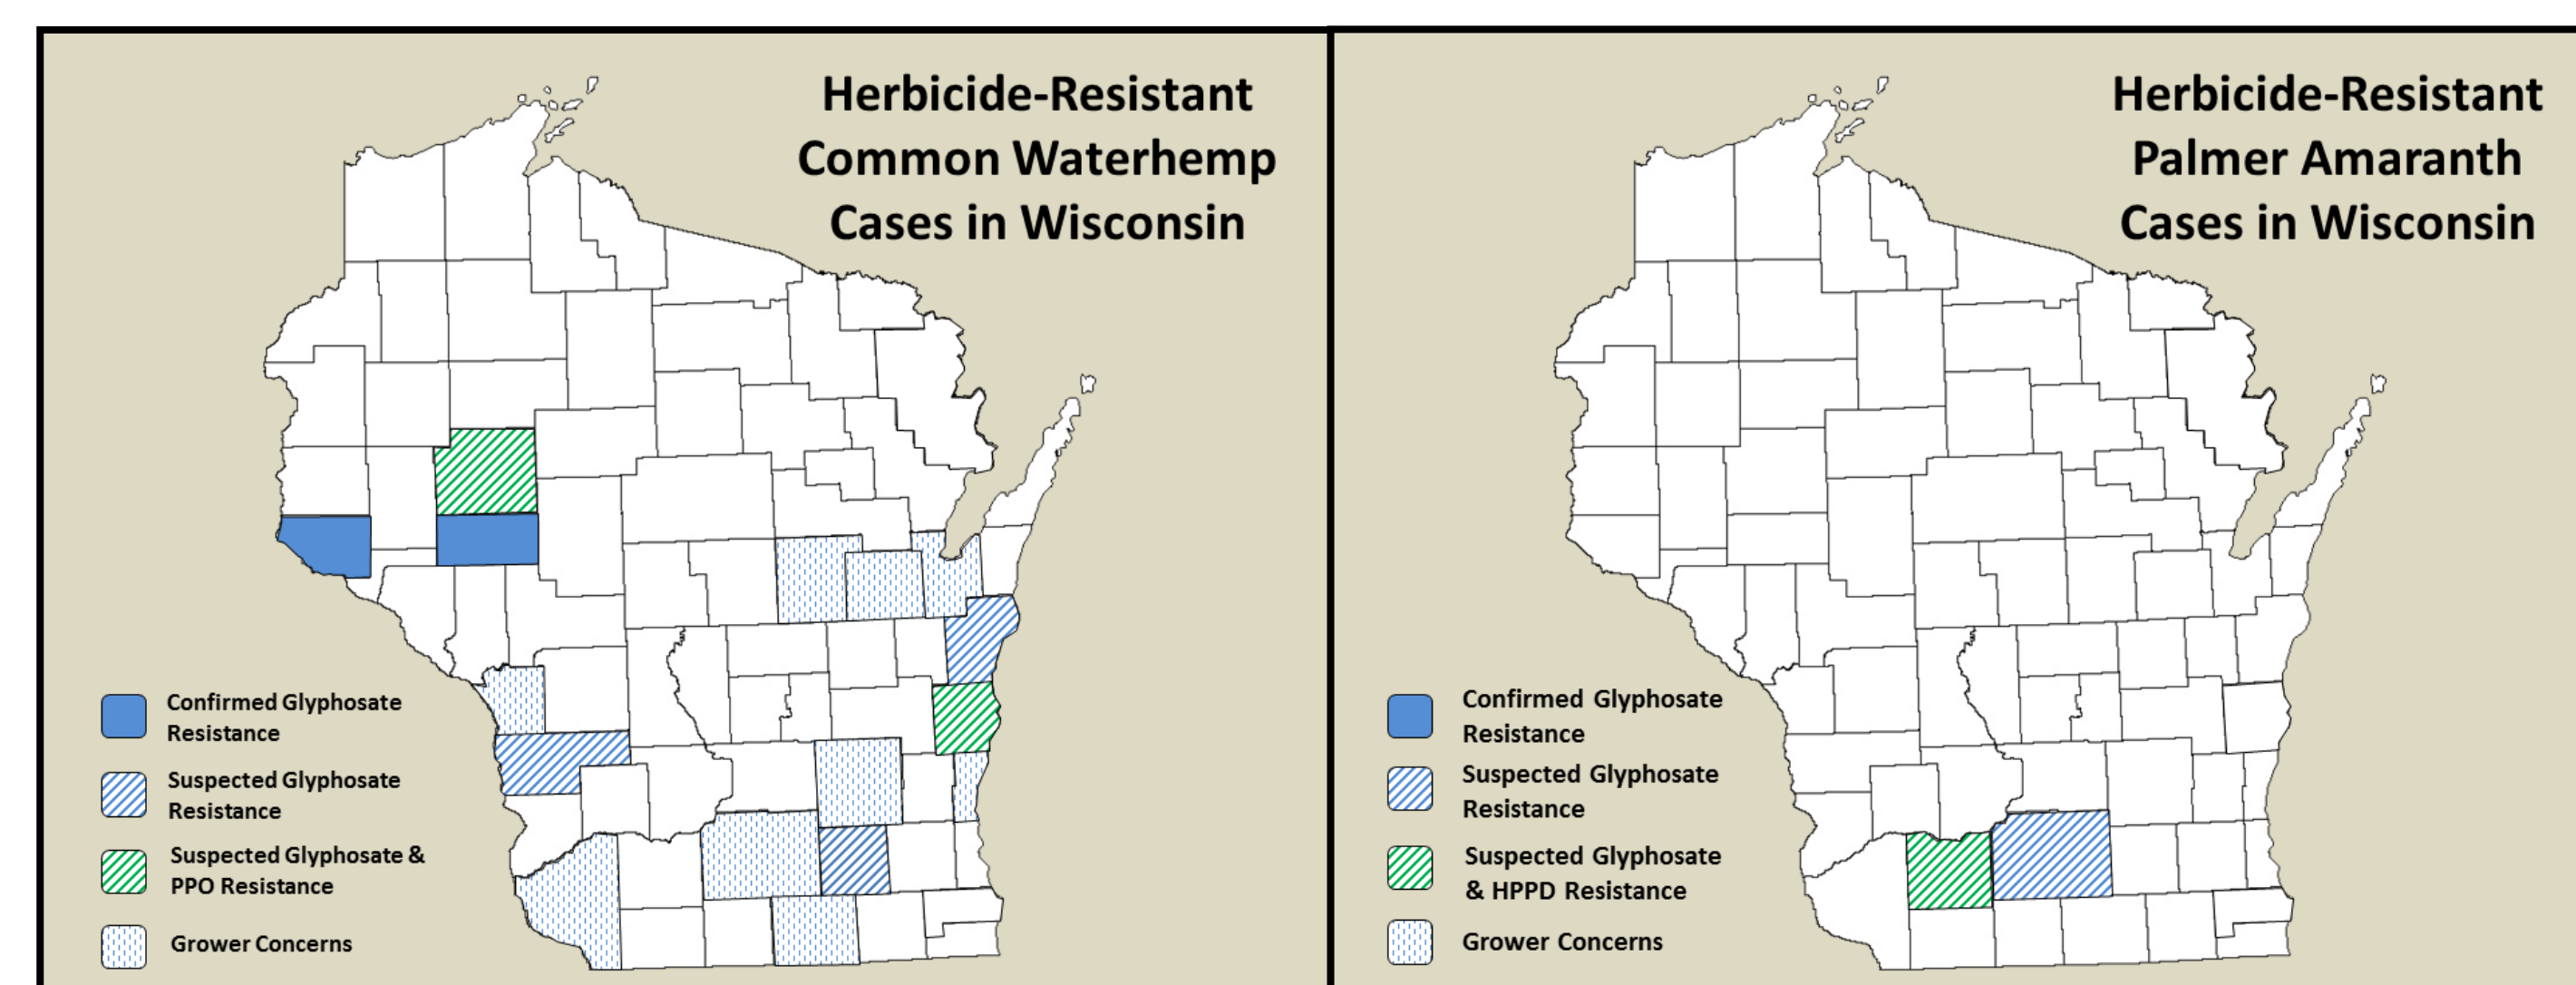 Herbicide-Resistant
Common Waterhemp
Cases in Wisconsin
Confirmed Glyphosate
Resistance
Suspected Glyphosate
Resistance
Suspected Glyphosate &
PPO Resistance
Grower Concerns
Herbicide-Resistant
Palmer Amaranth
Cases in Wisconsin
Confirmed Glyphosate
Resistance
Suspected Glyphosate
Resistance
Suspected Glyphosate
& HPPD Resistance
Grower Concerns